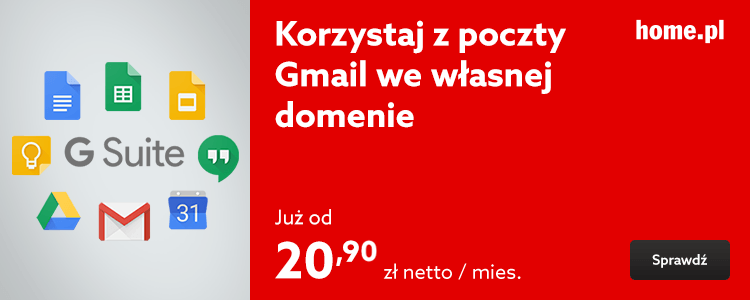 Korzystaj z poczty
Gmail we własnej
domenie
home.pl
G Suite
31
Już od
20,90 zł netto / mies.
Sprawdź